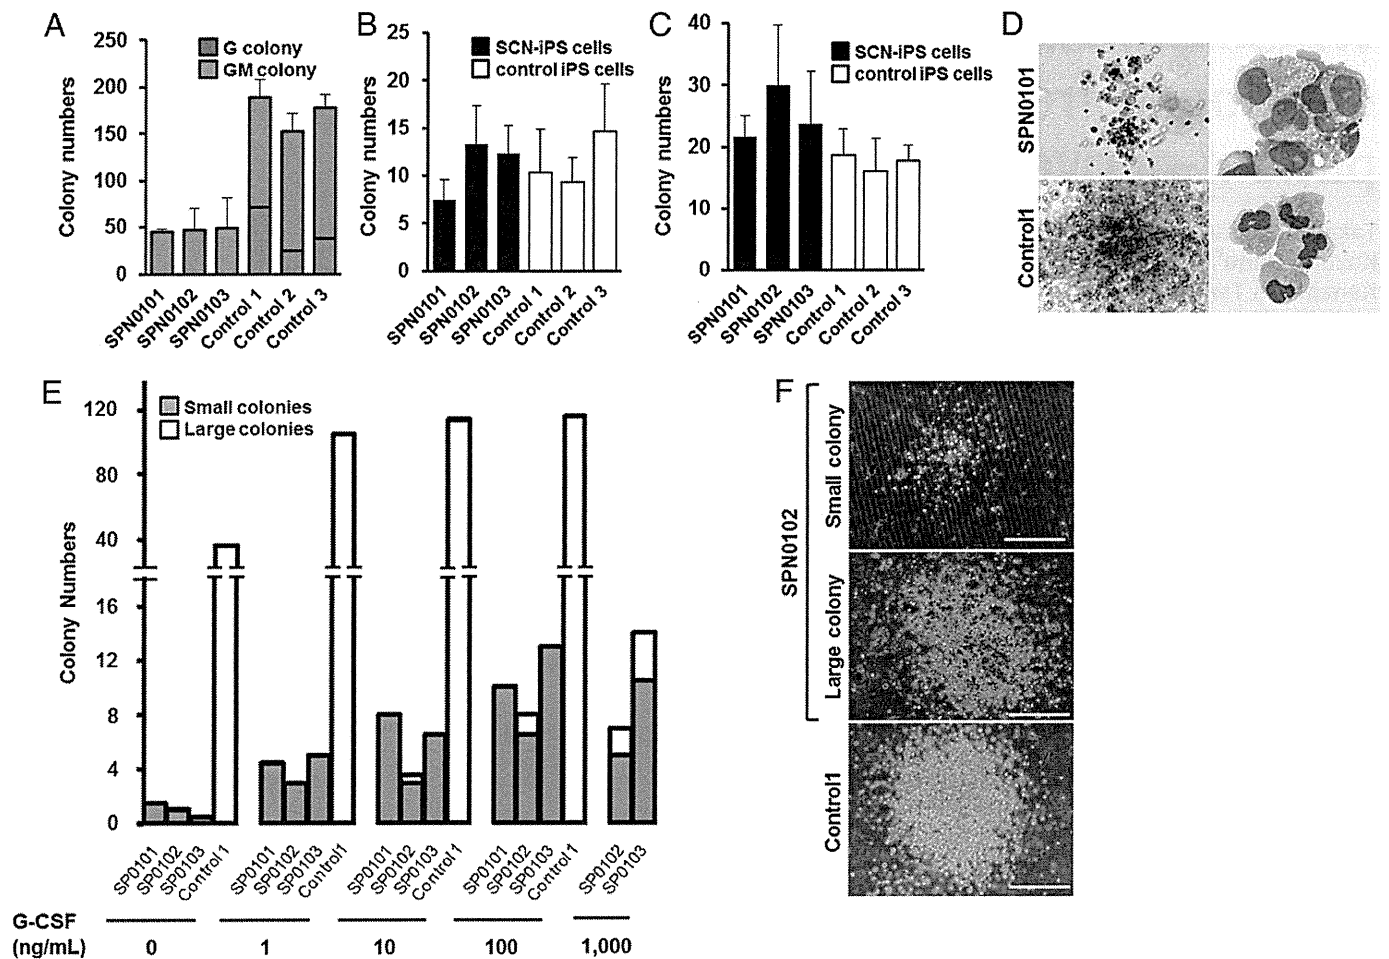 A
Colony numbers
250
200
150
100
50
0
G colony
GM colony
SPN0101
SPN0102
SPN0103
Control 1
Control 2
Control 3
B
Colony numbers
25
20
15
10
5
0
SCN-iPS cells
control iPS cells
SPN0101
SPN0102
SPN0103
Control 1
Control 2
Control 3
C
Colony numbers
40
30
20
10
0
SCN-iPS cells
control iPS cells
SPN0101
SPN0102
SPN0103
Control 1
Control 2
Control 3
D
SPN0101
Control1
E
Colony Numbers
120
80
40
16
12
8
4
0
Small colonies
Large colonies
SP0101
SP0102
SP0103
Control 1
SP0101
SP0102
SP0103
Control1
SP0101
SP0102
SP0103
Control 1
SP0101
SP0102
SP0103
Control 1
SP0102
SP0103
G-CSF
(ng/mL)
0
1
10
100
1,000
F
SPN0102
Small colony
Large colony
Control1